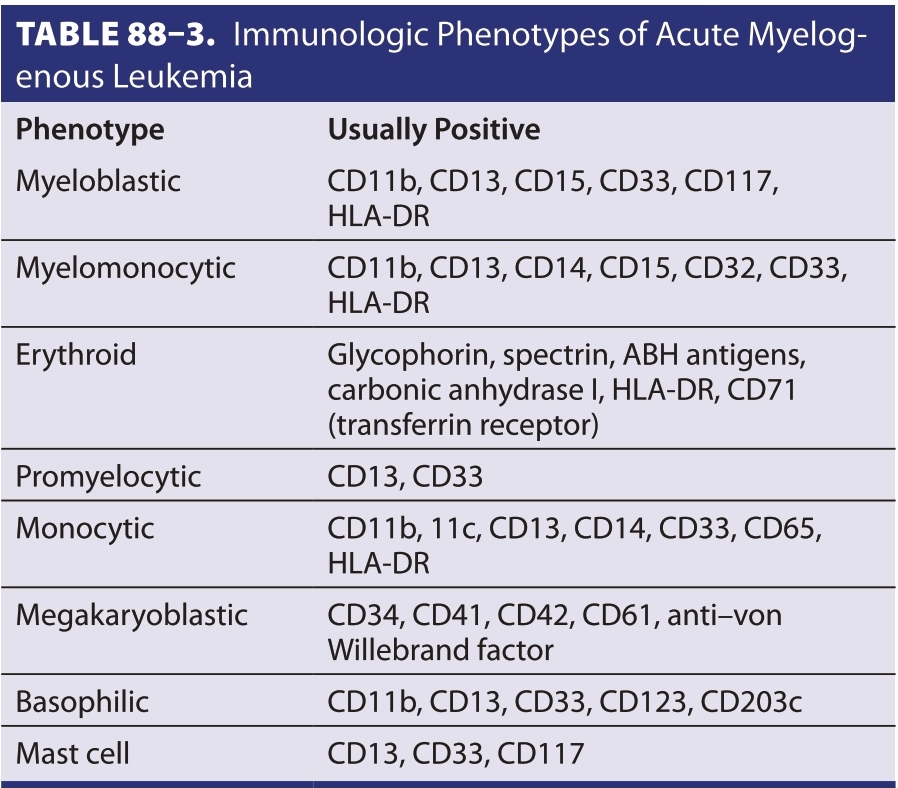 TABLE 88–3. Immunologic Phenotypes of Acute Myelog-
enous Leukemia
Phenotype Usually Positive
Myeloblastic CD11b, CD13, CD15, CD33, CD117,
HLA-DR
Myelomonocytic CD11b, CD13, CD14, CD15, CD32, CD33,
HLA-DR
Erythroid Glycophorin, spectrin, ABH antigens,
carbonic anhydrase I, HLA-DR, CD71
(transferrin receptor)
Promyelocytic CD13, CD33
Monocytic CD11b, 11c, CD13, CD14, CD33, CD65,
HLA-DR
Megakaryoblastic CD34, CD41, CD42, CD61, anti–von
Willebrand factor
Basophilic CD11b, CD13, CD33, CD123, CD203c
Mast cell CD13, CD33, CD117